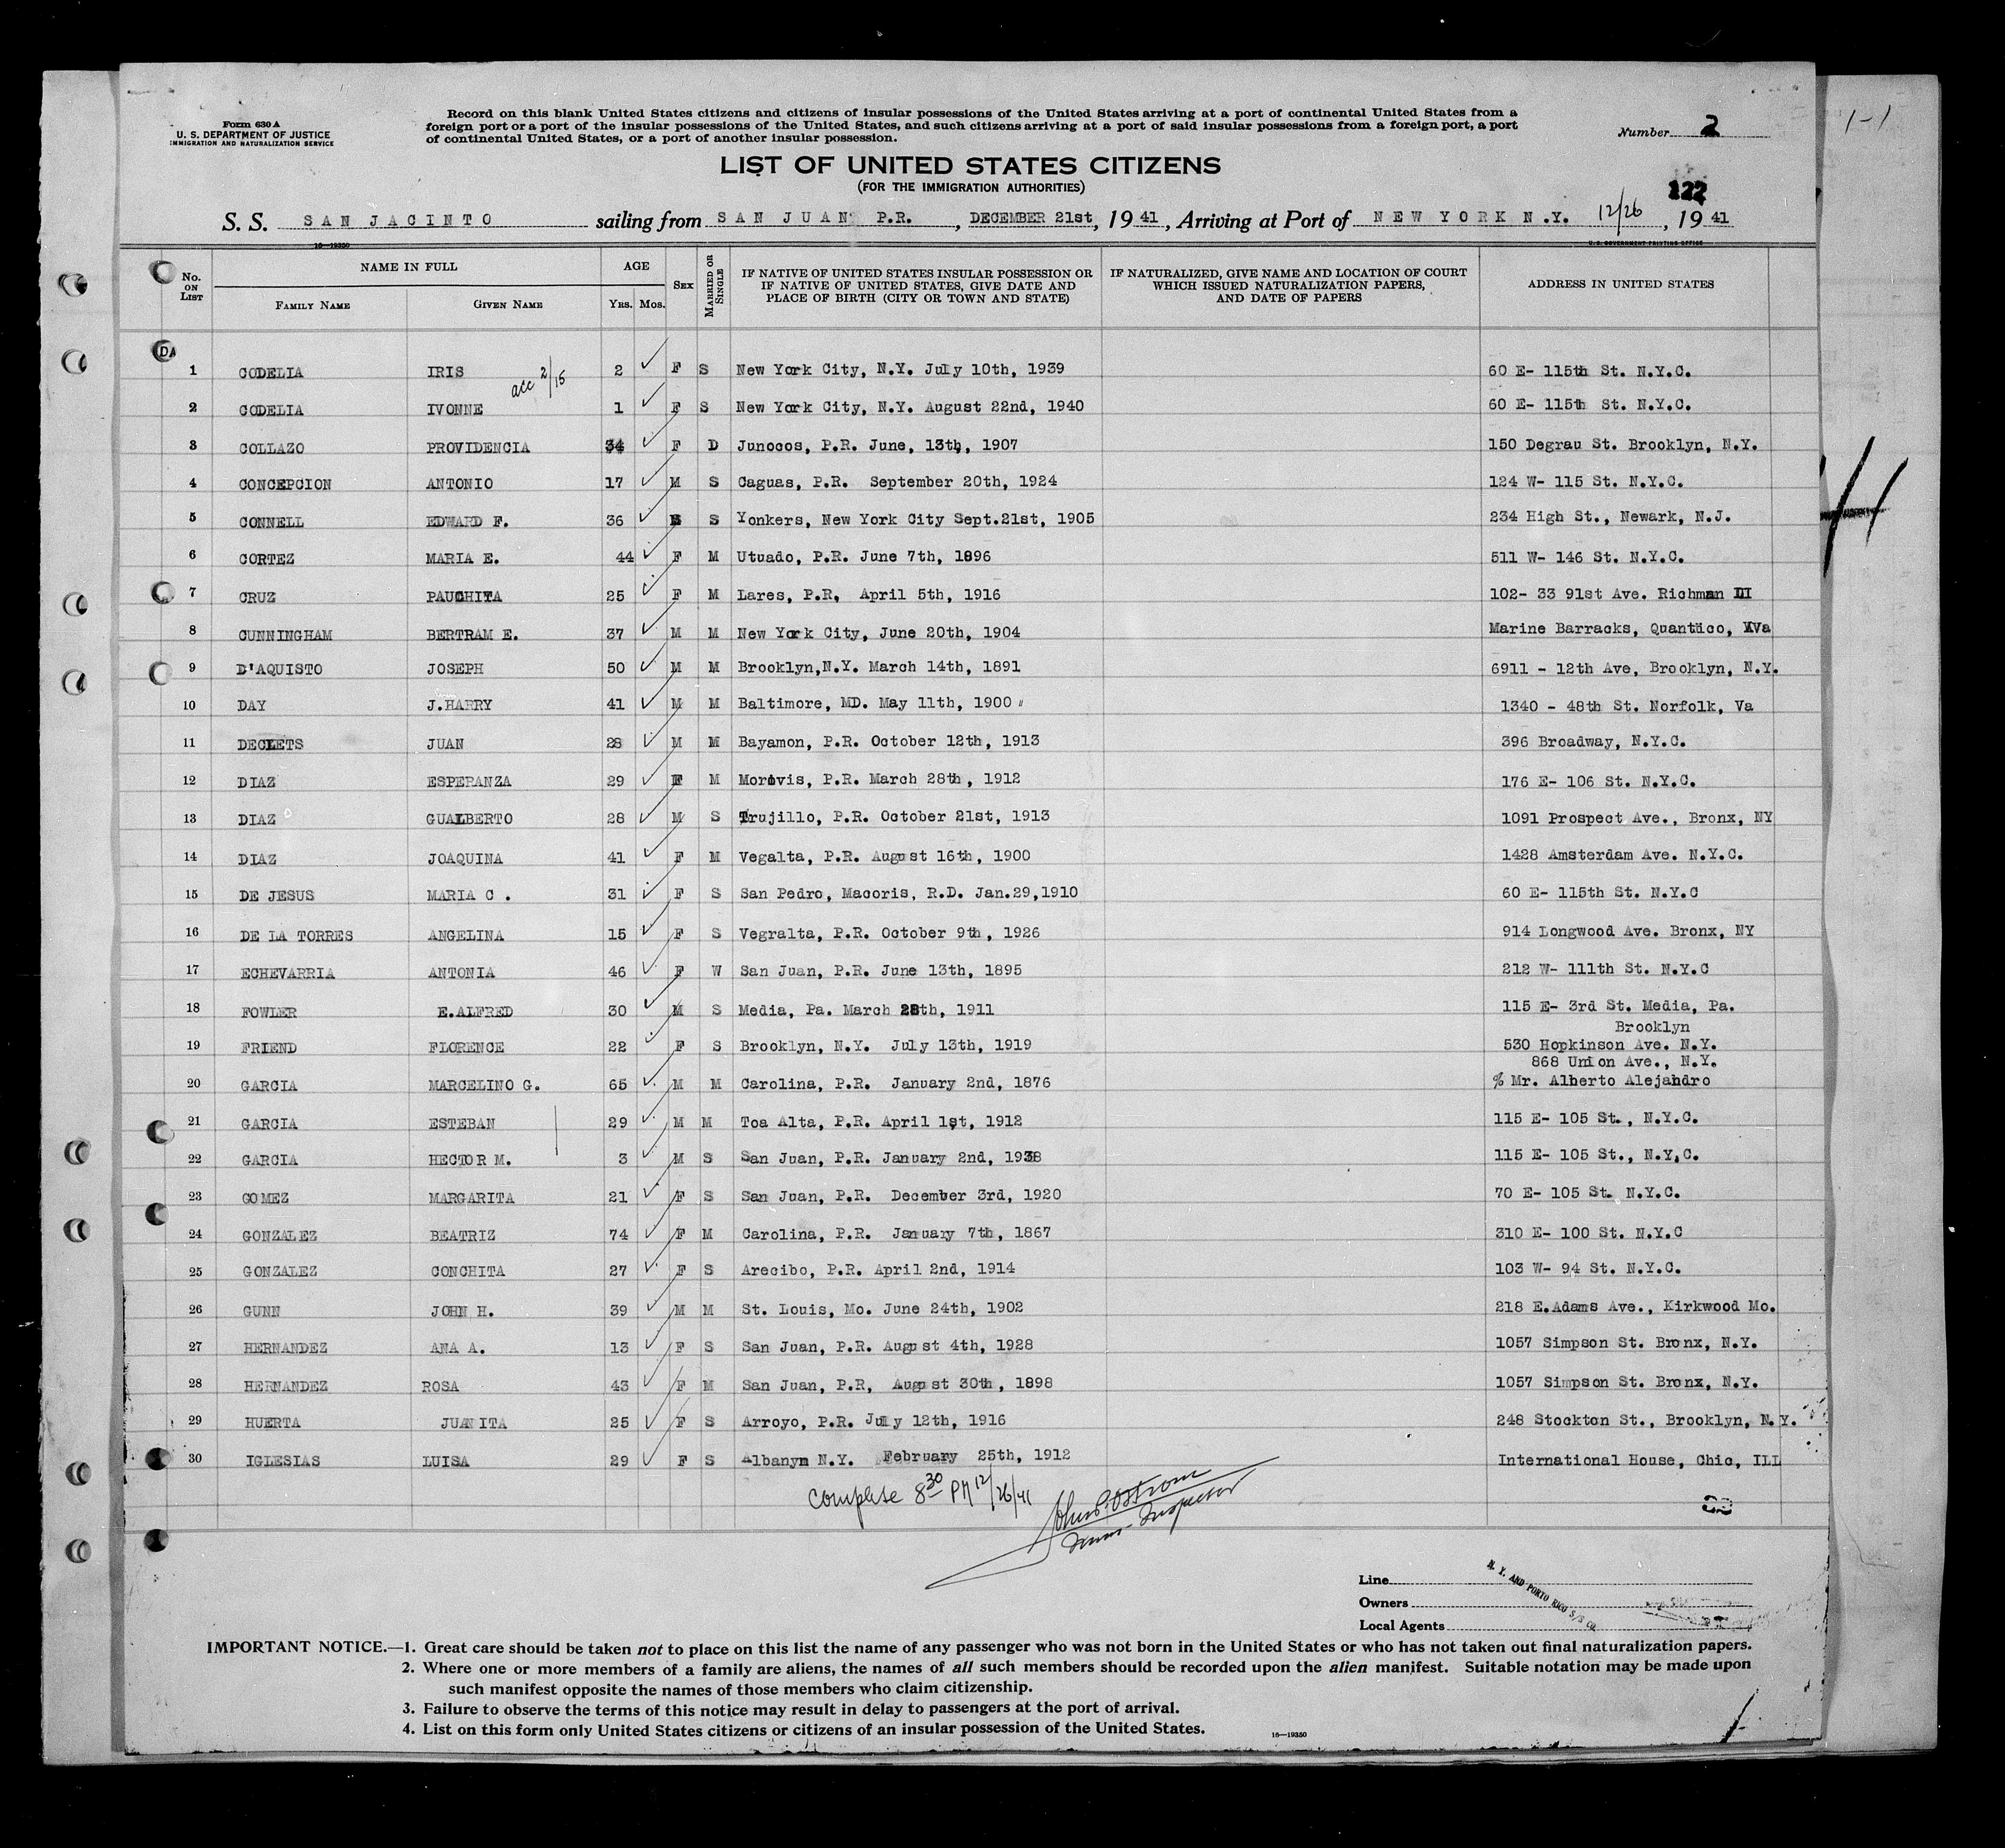 Form 630 A
U. S. DEPARTMENT OF JUSTICE
IMMIGRATION AND NATURALIZATION SERVICE
Record on this blank United States citizens and citizens of insular possessions of the United States arriving at a port of continental United States from a
foreign port or a port of the insular possessions of the United States, and such citizens arriving at a port of said insular possessions from a foreign port, a port
of continental United States, or a port of another insular possession.
Number 2
1-1
LIST OF UNITED STATES CITIZENS
(FOR THE IMMIGRATION AUTHORITIES)
122
S. S. SAN JACINTO sailing from SAN JUAN P.R. , DECEMBER 21st, 1941, Arriving at Port of NEW YORK N.Y. 12/26, 1941
16—19350 U.S. GOVERNMENT PRINTING OFFICE
No. ON LIST NAME IN FULL FAMILY NAME GIVEN NAME AGE YRS. MOS. SEX MARRIED OR SINGLE IF NATIVE OF UNITED STATES INSULAR POSSESSION OR IF NATIVE OF UNITED STATES, GIVE DATE AND PLACE OF BIRTH (CITY OR TOWN AND STATE) IF NATURALIZED, GIVE NAME AND LOCATION OF COURT WHICH ISSUED NATURALIZATION PAPERS, AND DATE OF PAPERS ADDRESS IN UNITED STATES
1 CODELIA IRIS 2 F S New York City, N.Y. July 10th, 1939 60 E- 115th St. N.Y.C.
acc 2/15
2 CODELIA IVONNE 1 F S New York City, N.Y. August 22nd, 1940 60 E- 115th St. N.Y.C.
3 COLLAZO PROVIDENCIA 34 F D Junocos, P.R. June, 13th, 1907 150 Degrau St. Brooklyn, N.Y.
4 CONCEPCION ANTONIO 17 M S Caguas, P.R. September 20th, 1924 124 W- 115 St. N.Y.C.
5 CONNELL EDWARD F. 36 S Yonkers, New York City Sept.21st, 1905 234 High St., Newark, N.J.
6 CORTEZ MARIA E. 44 F M Utuado, P.R. June 7th, 1896 511 W- 146 St. N.Y.C.
7 CRUZ PAUCHITA 25 F M Lares, P.R, April 5th, 1916 102- 33 91st Ave. Richman
8 CUNNINGHAM BERTRAM E. 37 M M New York City, June 20th, 1904 Marine Barracks, Quantico, Va
9 D'AQUISTO JOSEPH 50 M M Brooklyn,N.Y. March 14th, 1891 6911 - 12th Ave, Brooklyn, N.Y.
10 DAY J.HARRY 41 M M Baltimore, MD. May 11th, 1900 1340 - 48th St. Norfolk, Va
11 DECLETS JUAN 28 M M Bayamon, P.R. October 12th, 1913 396 Broadway, N.Y.C.
12 DIAZ ESPERANZA 29 F M Morovis, P.R. March 28th, 1912 176 E- 106 St. N.Y.C.
13 DIAZ GUALBERTO 28 M S Trujillo, P.R. October 21st, 1913 1091 Prospect Ave., Bronx, NY
14 DIAZ JOAQUINA 41 F M Vegalta, P.R. August 16th, 1900 1428 Amsterdam Ave. N.Y.C.
15 DE JESUS MARIA C . 31 F S San Pedro, Macoris, R.D. Jan.29,1910 60 E- 115th St. N.Y.C
16 DE LA TORRES ANGELINA 15 F S Vegralta, P.R. October 9th, 1926 914 Longwood Ave. Bronx, NY
17 ECHEVARRIA ANTONIA 46 F W San Juan, P.R. June 13th, 1895 212 W- 111th St. N.Y.C
18 FOWLER E.ALFRED 30 M S Media, Pa. March 28th, 1911 115 E- 3rd St. Media, Pa.
Brooklyn
19 FRIEND FLORENCE 22 F S Brooklyn, N.Y. July 13th, 1919 530 Hopkinson Ave. N.Y.
868 Union Ave., N.Y.
20 GARCIA MARCELINO G. 65 M M Carolina, P.R. January 2nd, 1876 % Mr. Alberto Alejandro
21 GARCIA ESTEBAN 29 M M Toa Alta, P.R. April 1st, 1912 115 E- 105 St., N.Y.C.
22 GARCIA HECTOR M. 3 M S San Juan, P.R. January 2nd, 1938 115 E- 105 St., N.Y.C.
23 GOMEZ MARGARITA 21 F S San Juan, P.R. December 3rd, 1920 70 E- 105 St. N.Y.C.
24 GONZALEZ BEATRIZ 74 F M Carolina, P.R. January 7th, 1867 310 E- 100 St. N.Y.C
25 GONZALEZ CONCHITA 27 F S Arecibo, P.R. April 2nd, 1914 103 W- 94 St. N.Y.C.
26 GUNN JOHN H. 39 M M St. Louis, Mo. June 24th, 1902 218 E.Adams Ave., Kirkwood Mo.
27 HERNANDEZ ANA A. 13 F S San Juan, P.R. August 4th, 1928 1057 Simpson St. Bronx, N.Y.
28 HERNANDEZ ROSA 43 F M San Juan, P.R, August 30th, 1898 1057 Simpson St. Bronx, N.Y.
29 HUERTA JUANITA 25 F S Arroyo, P.R. July 12th, 1916 248 Stockton St., Brooklyn, N.Y.
30 IGLESIAS LUISA 29 F S Albanyn N.Y. February 25th, 1912 International House, Chic, ILL
Complete 8 30 PM 12/26/41
John P. Ostrom
Imm. Inspector
Line
Owners
Local Agents
N. Y. AND PORTO RICO S/S CO.
IMPORTANT NOTICE.—1. Great care should be taken not to place on this list the name of any passenger who was not born in the United States or who has not taken out final naturalization papers.
2. Where one or more members of a family are aliens, the names of all such members should be recorded upon the alien manifest. Suitable notation may be made upon
such manifest opposite the names of those members who claim citizenship.
3. Failure to observe the terms of this notice may result in delay to passengers at the port of arrival.
4. List on this form only United States citizens or citizens of an insular possession of the United States.
16—19350